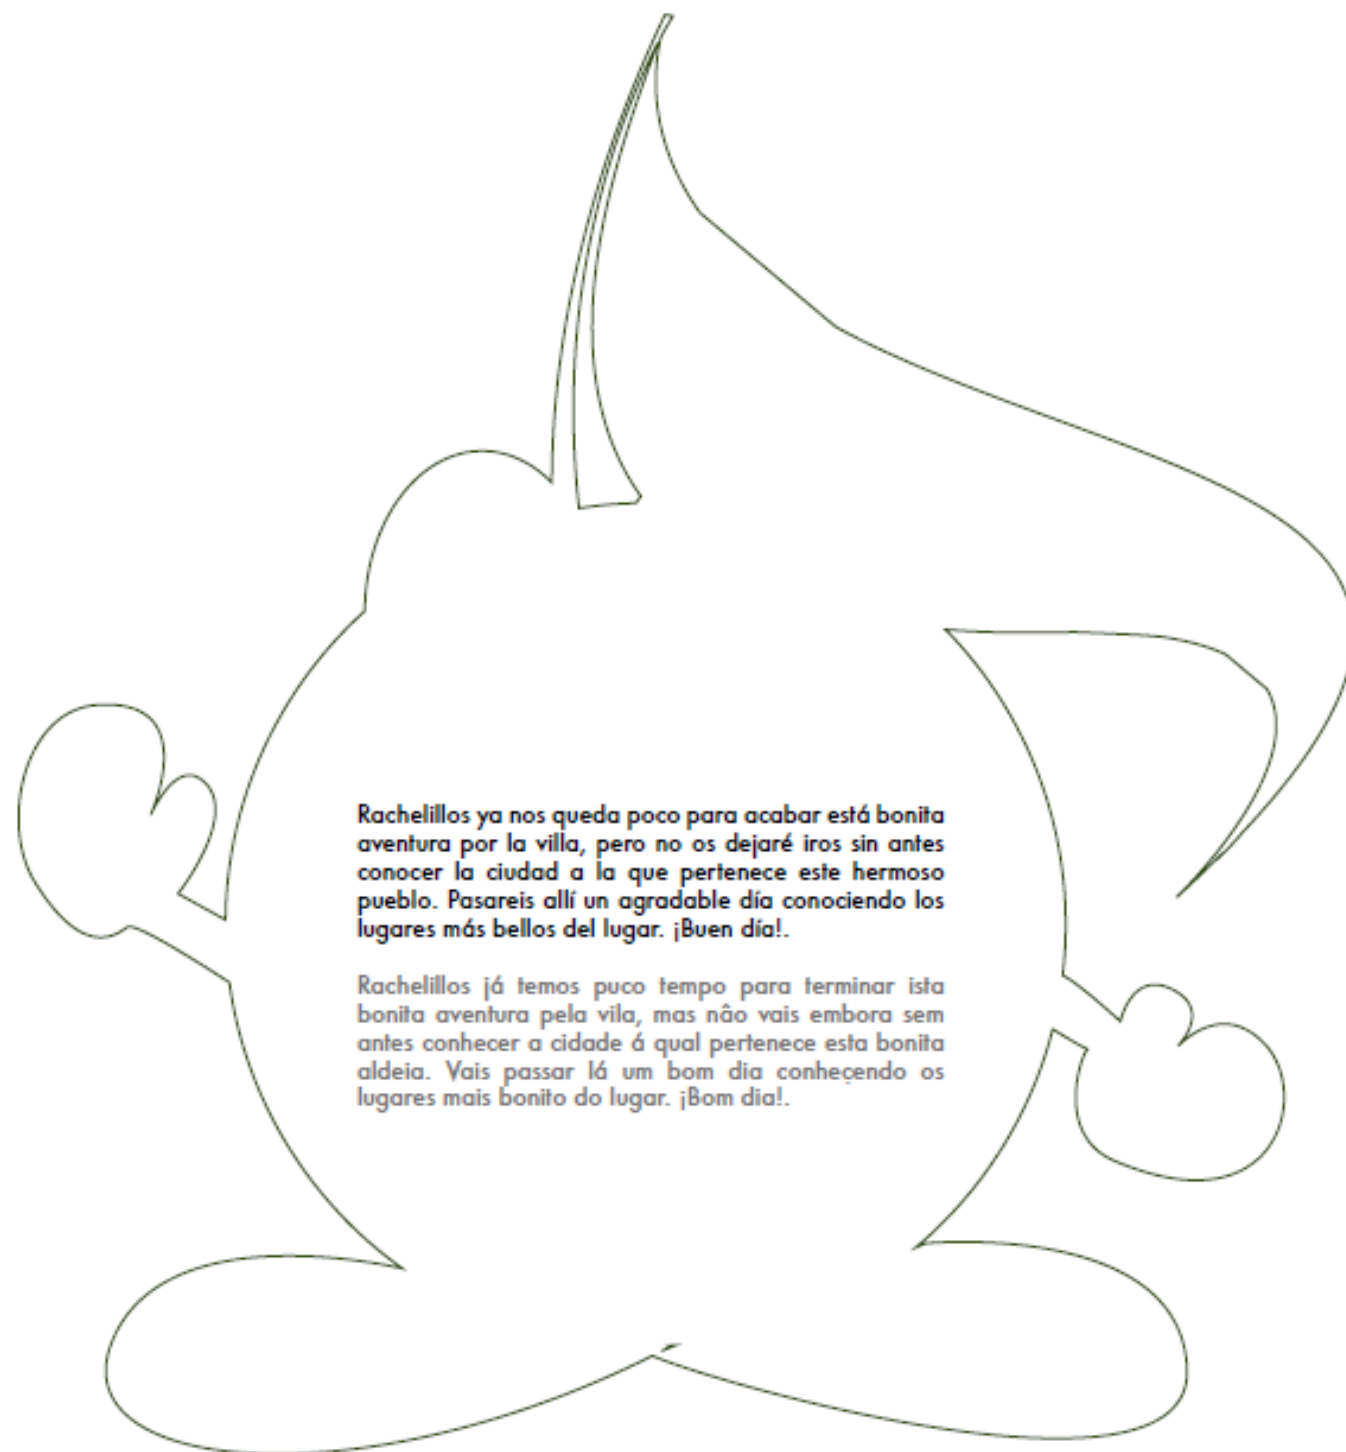 Rachelillos ya nos queda poco para acabar está bonita
aventura por la villa, pero no os dejaré iros sin antes
conocer la ciudad a la que pertenece este hermoso
pueblo. Pasareis allí un agradable día conociendo los
lugares más bellos del lugar. ¡Buen día!.
Rachelillos já temos puco tempo para terminar ista
bonita aventura pela vila, mas não vais embora sem
antes conhecer a cidade á qual pertenece esta bonita
aldeia. Vais passar lá um bom dia conheçendo os
lugares mais bonito do lugar. ¡Bom dia!.